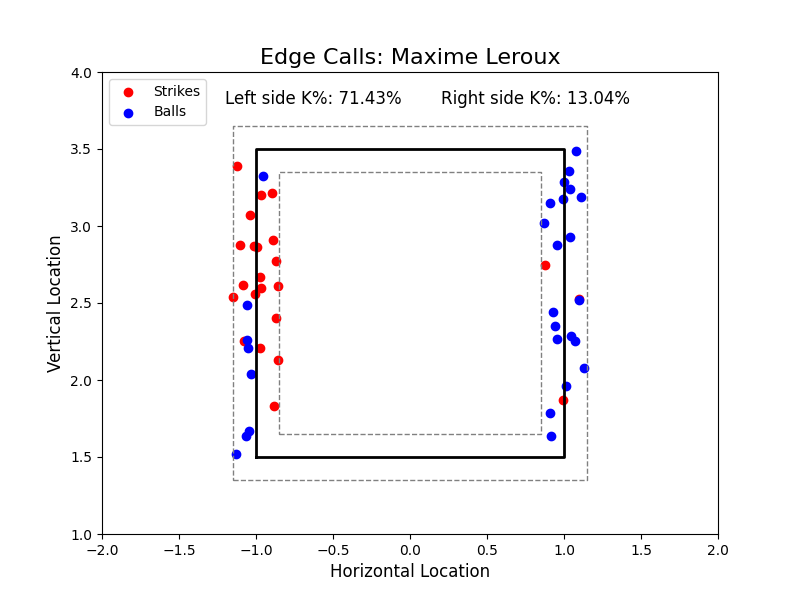 Edge Calls: Maxime Leroux
Strikes
Balls
Left side K%: 71.43%
Right side K%: 13.04%
4.0
3.5
3.0
2.5
2.0
1.5
1.0
Vertical Location
−2.0 −1.5 −1.0 −0.5 0.0 0.5 1.0 1.5 2.0
Horizontal Location